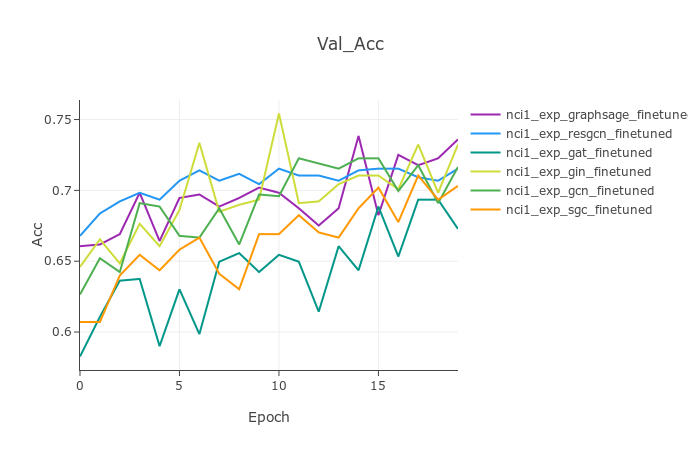 Val_Acc
0.75
0.7
0.65
0.6
Acc
0
5
10
15
Epoch
nci1_exp_graphsage_finetune
nci1_exp_resgcn_finetuned
nci1_exp_gat_finetuned
nci1_exp_gin_finetuned
nci1_exp_gcn_finetuned
nci1_exp_sgc_finetuned